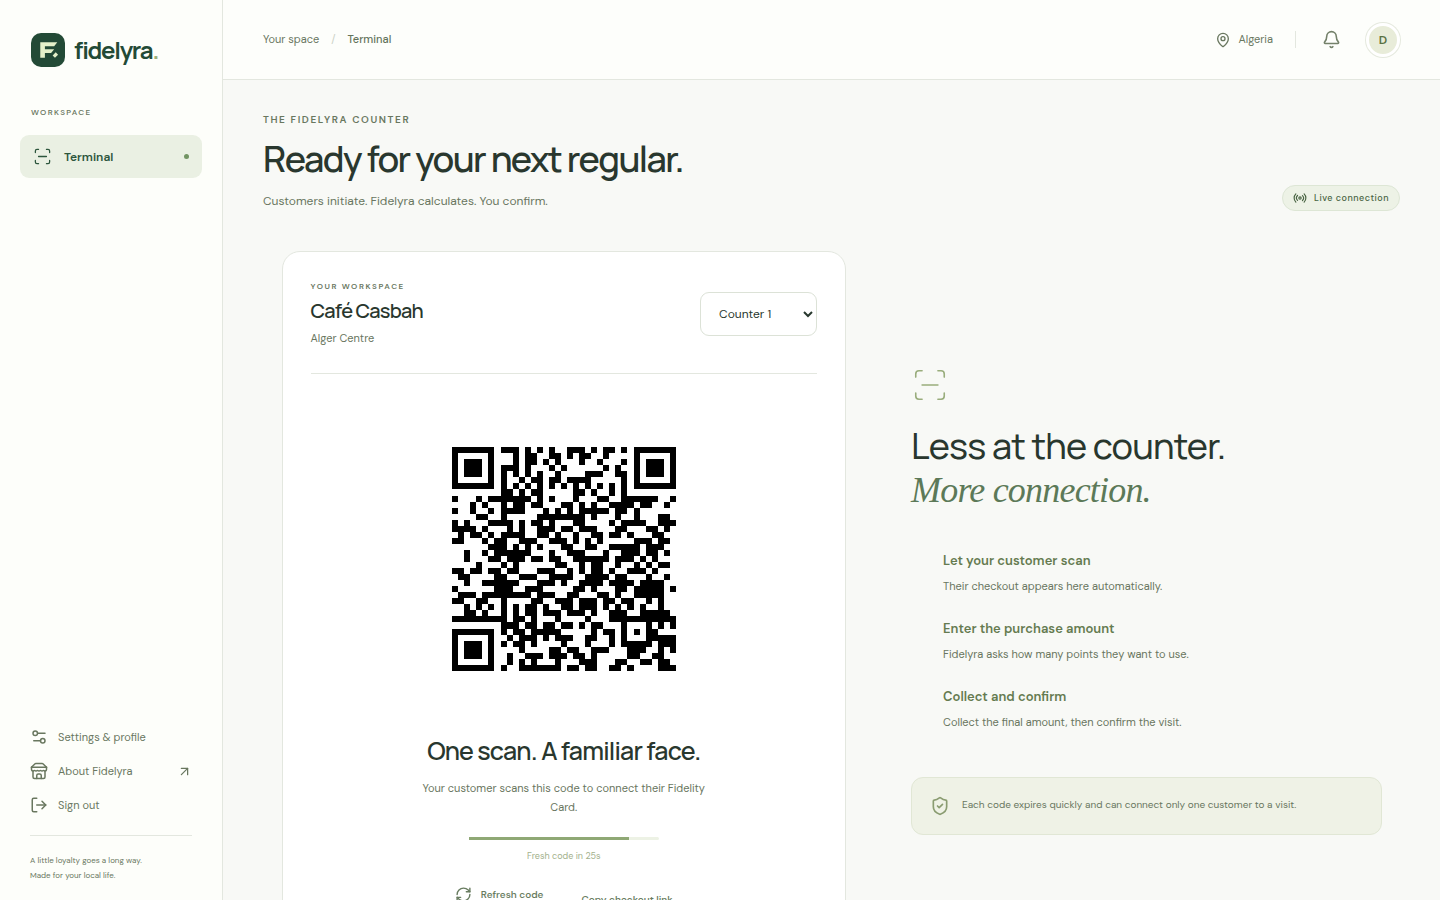 fidelyra.
WORKSPACE
Terminal
Settings & profile
About Fidelyra
Sign out
A little loyalty goes a long way.
Made for your local life.
Your space / Terminal
Algeria
D
THE FIDELYRA COUNTER
Ready for your next regular.
Customers initiate. Fidelyra calculates. You confirm.
Live connection
YOUR WORKSPACE
Café Casbah
Alger Centre
Counter 1
One scan. A familiar face.
Your customer scans this code to connect their Fidelity
Card.
Fresh code in 25s
Refresh code
Copy checkout link
Less at the counter.
More connection.
Let your customer scan
Their checkout appears here automatically.
Enter the purchase amount
Fidelyra asks how many points they want to use.
Collect and confirm
Collect the final amount, then confirm the visit.
Each code expires quickly and can connect only one customer to a visit.